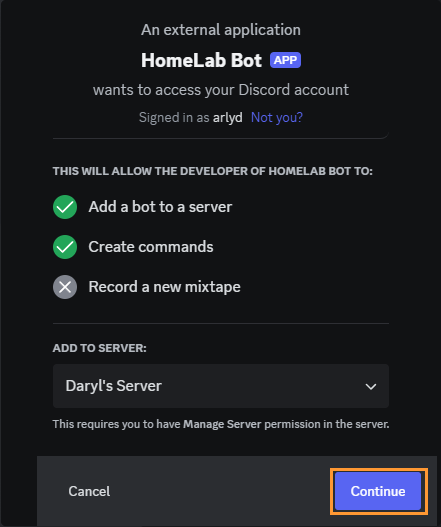 An external application
HomeLab Bot APP
wants to access your Discord account
Signed in as arlyd Not you?
THIS WILL ALLOW THE DEVELOPER OF HOMELAB BOT TO:
Add a bot to a server
Create commands
Record a new mixtape
ADD TO SERVER:
Daryl's Server
This requires you to have Manage Server permission in the server.
Cancel Continue